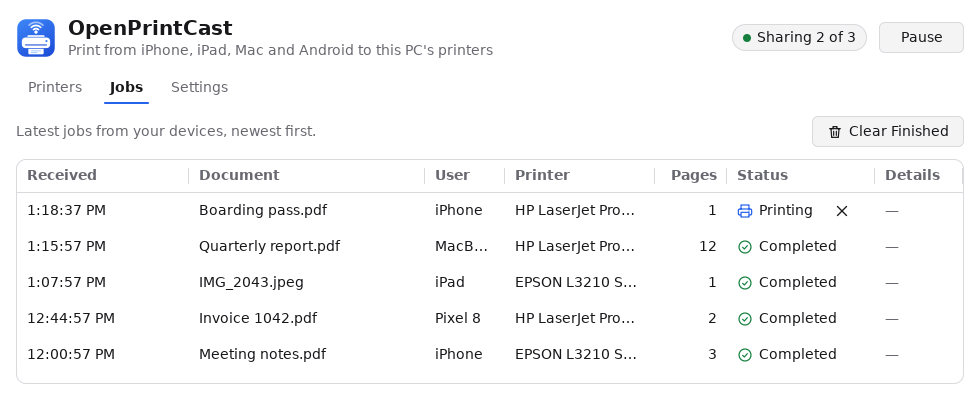 OpenPrintCast
Print from iPhone, iPad, Mac and Android to this PC's printers
Sharing 2 of 3
Pause
Printers Jobs Settings
Latest jobs from your devices, newest first.
Clear Finished
Received Document User Printer Pages Status Details
1:18:37 PM Boarding pass.pdf iPhone HP LaserJet Pro… 1 Printing —
1:15:57 PM Quarterly report.pdf MacB… HP LaserJet Pro… 12 Completed —
1:07:57 PM IMG_2043.jpeg iPad EPSON L3210 S… 1 Completed —
12:44:57 PM Invoice 1042.pdf Pixel 8 HP LaserJet Pro… 2 Completed —
12:00:57 PM Meeting notes.pdf iPhone EPSON L3210 S… 3 Completed —